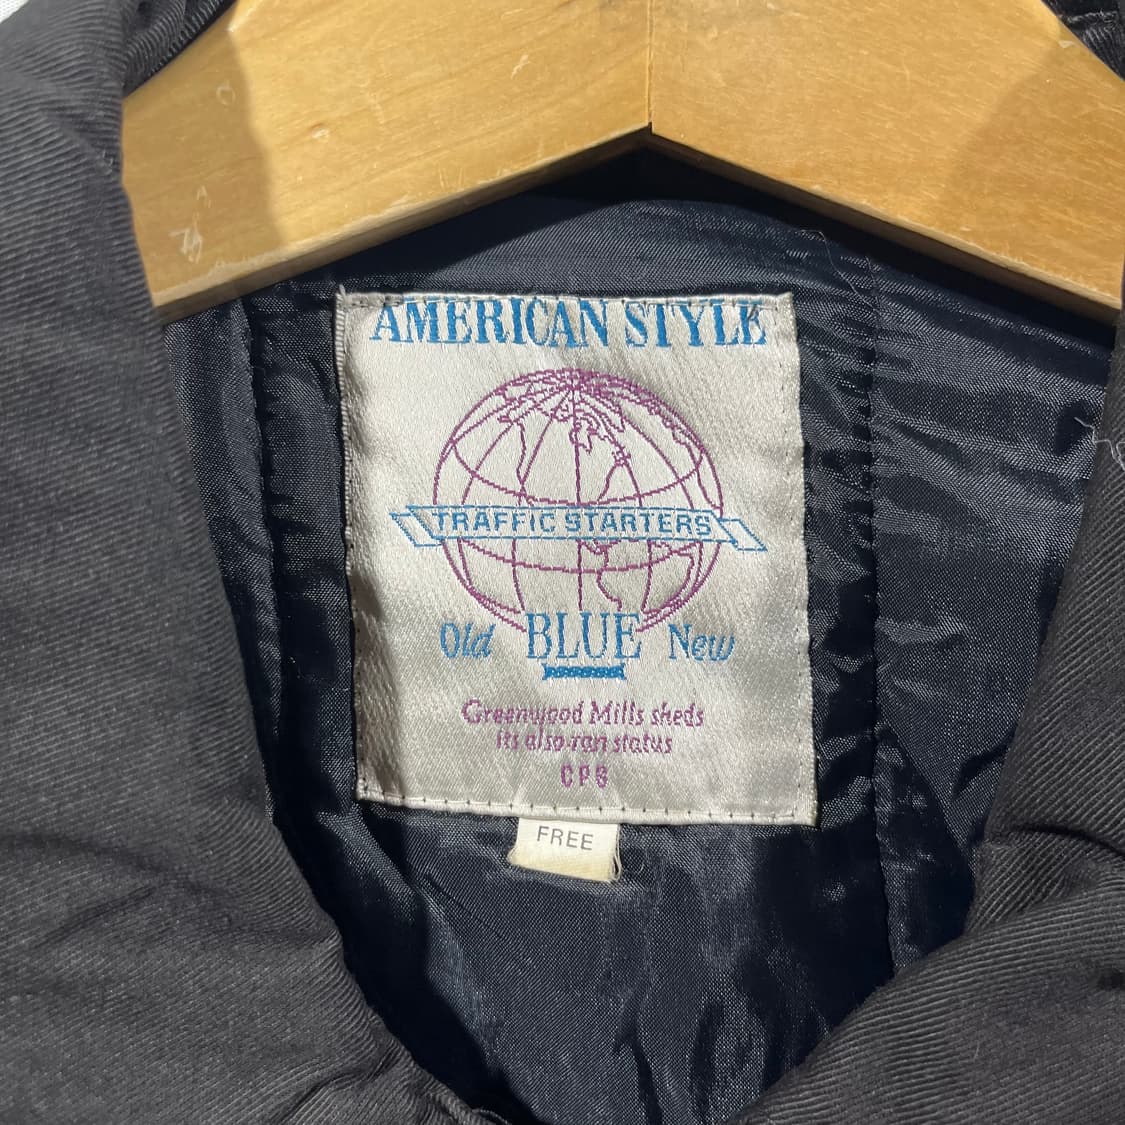 AMERICAN STYLE
TRAFFIC STARTERS
Old BLUE New
Greenwood Mills sheds
its also-ran status
CPS
FREE